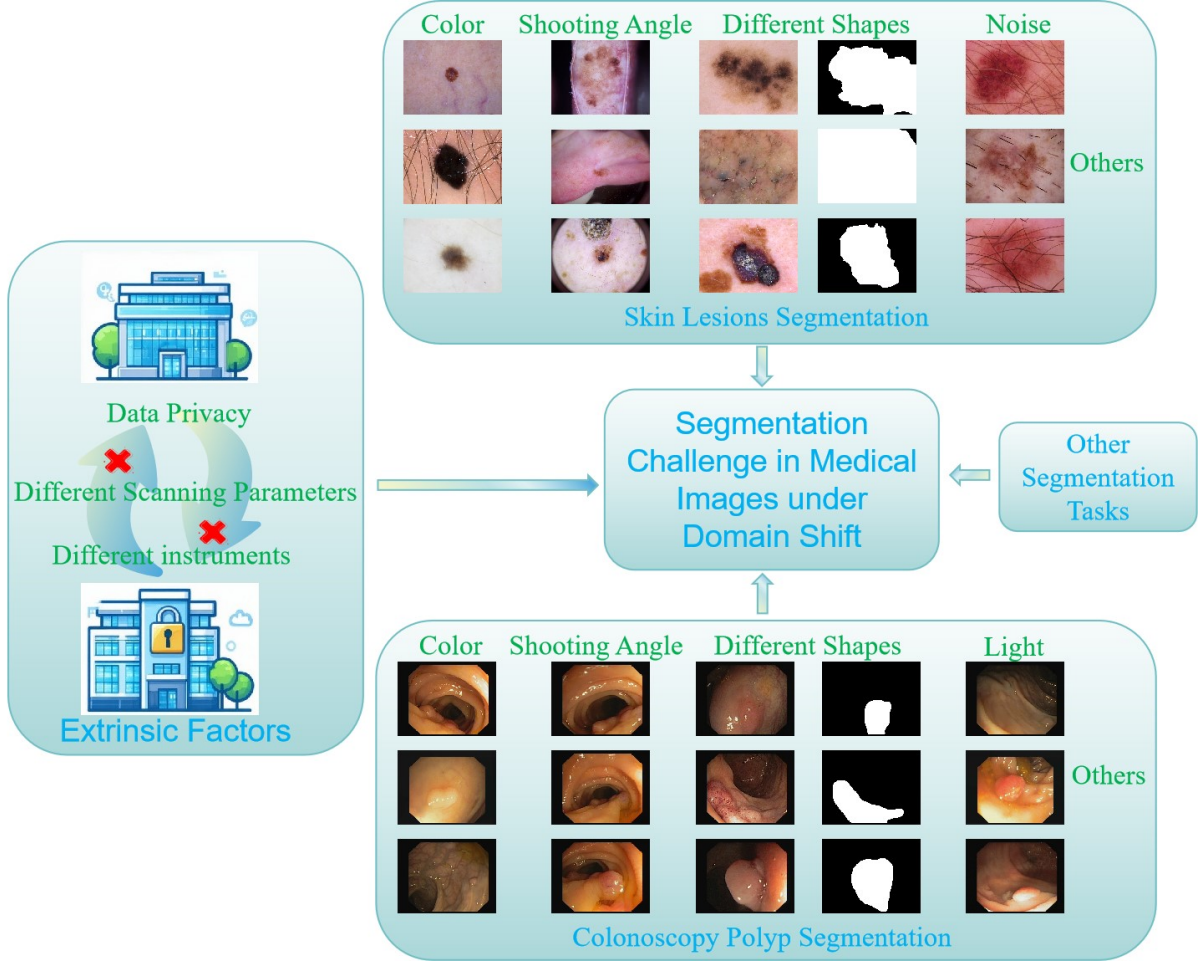 Color Shooting Angle Different Shapes Noise
Others
Skin Lesions Segmentation
Data Privacy
Different Scanning Parameters
Different instruments
Extrinsic Factors
Segmentation
Challenge in Medical
Images under
Domain Shift
Other
Segmentation
Tasks
Color Shooting Angle Different Shapes Light
Others
Colonoscopy Polyp Segmentation